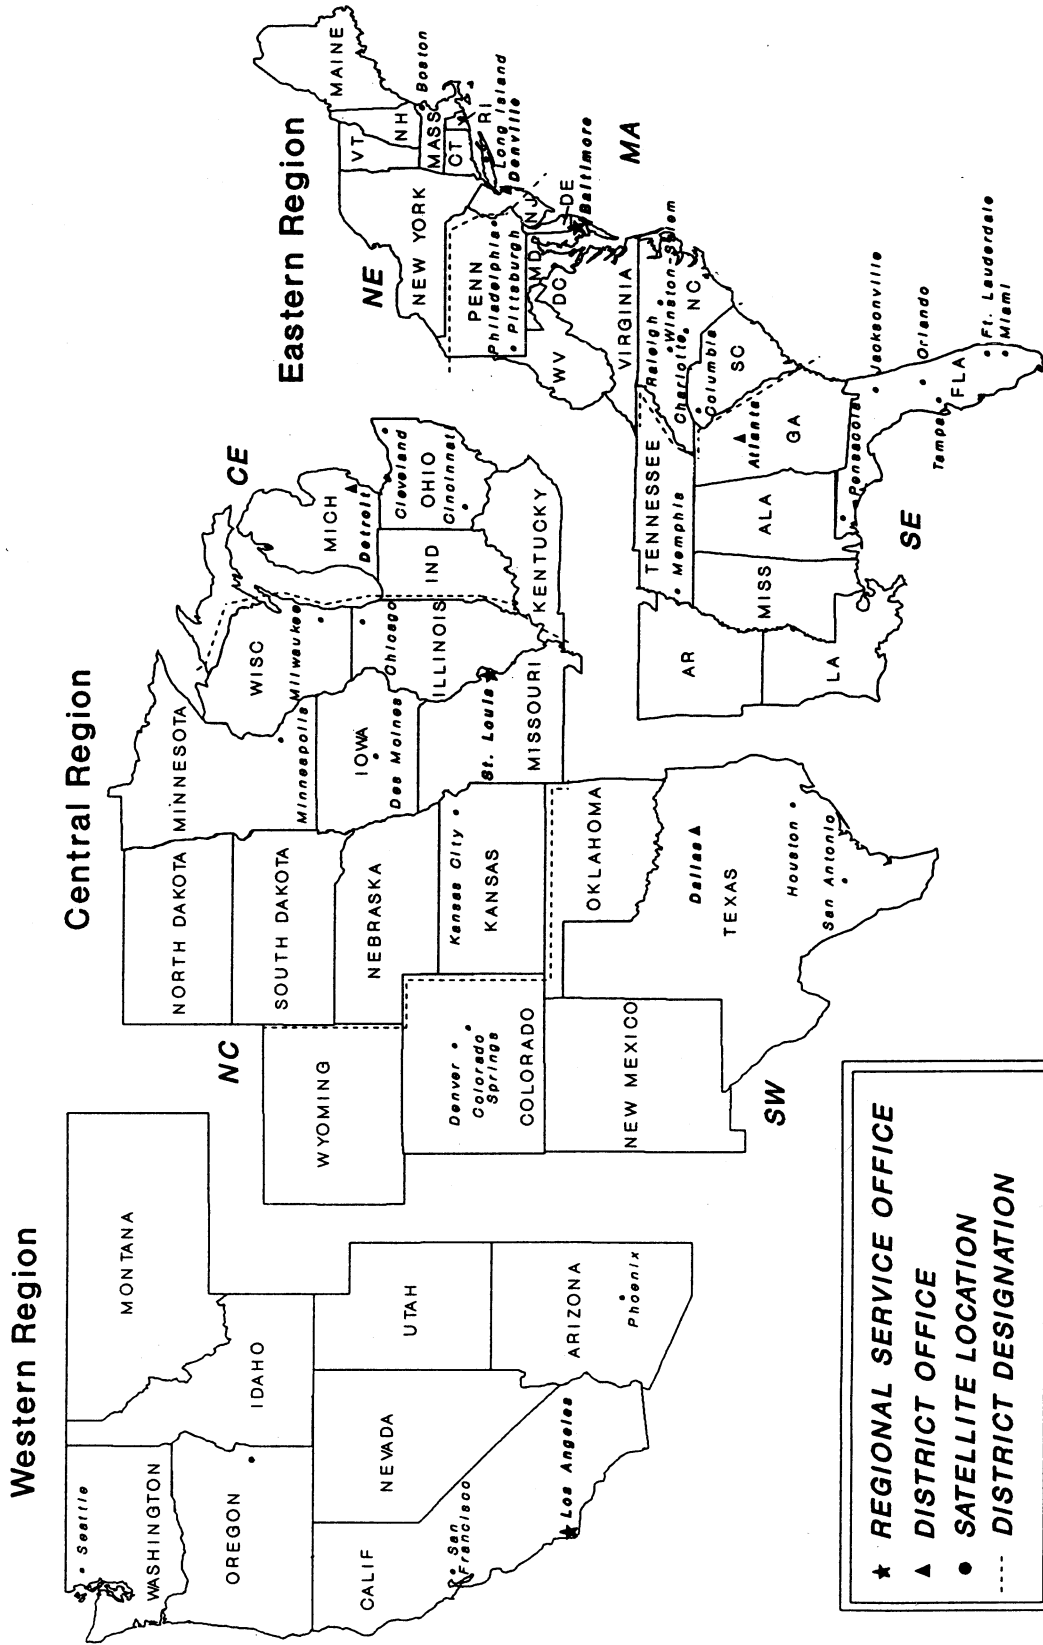 Western Region
Central Region
Eastern Region
Seattle
WASHINGTON
OREGON
CALIF
San
Francisco
Los Angeles
NEVADA
IDAHO
MONTANA
UTAH
ARIZONA
Phoenix
NC
WYOMING
Denver
Colorado
Springs
COLORADO
NEW MEXICO
SW
NORTH DAKOTA
SOUTH DAKOTA
NEBRASKA
Kansas City
KANSAS
OKLAHOMA
Dallas
TEXAS
Houston
San Antonio
MINNESOTA
Minneapolis
IOWA
Des Moines
St. Louis
MISSOURI
WISC
Milwaukee
Chicago
ILLINOIS
CE
MICH
Detroit
IND
Cleveland
OHIO
Cincinnat
KENTUCKY
NE
MAINE
VT
NH
MASS
Boston
CT
RI
NEW YORK
Long Island
Denville
PENN
Philadelphia
Pittsburgh
NJ
MD
DE
Baltimore
DC
MA
WV
VIRGINIA
Raleigh
Winston-Salem
Charlotte
NC
Columbia
SC
TENNESSEE
Memphis
Atlanta
GA
ALA
MISS
AR
LA
SE
Pensacola
Jacksonville
Orlando
Tampa
FLA
Ft. Lauderdale
Miami
★ REGIONAL SERVICE OFFICE
▲ DISTRICT OFFICE
● SATELLITE LOCATION
---- DISTRICT DESIGNATION